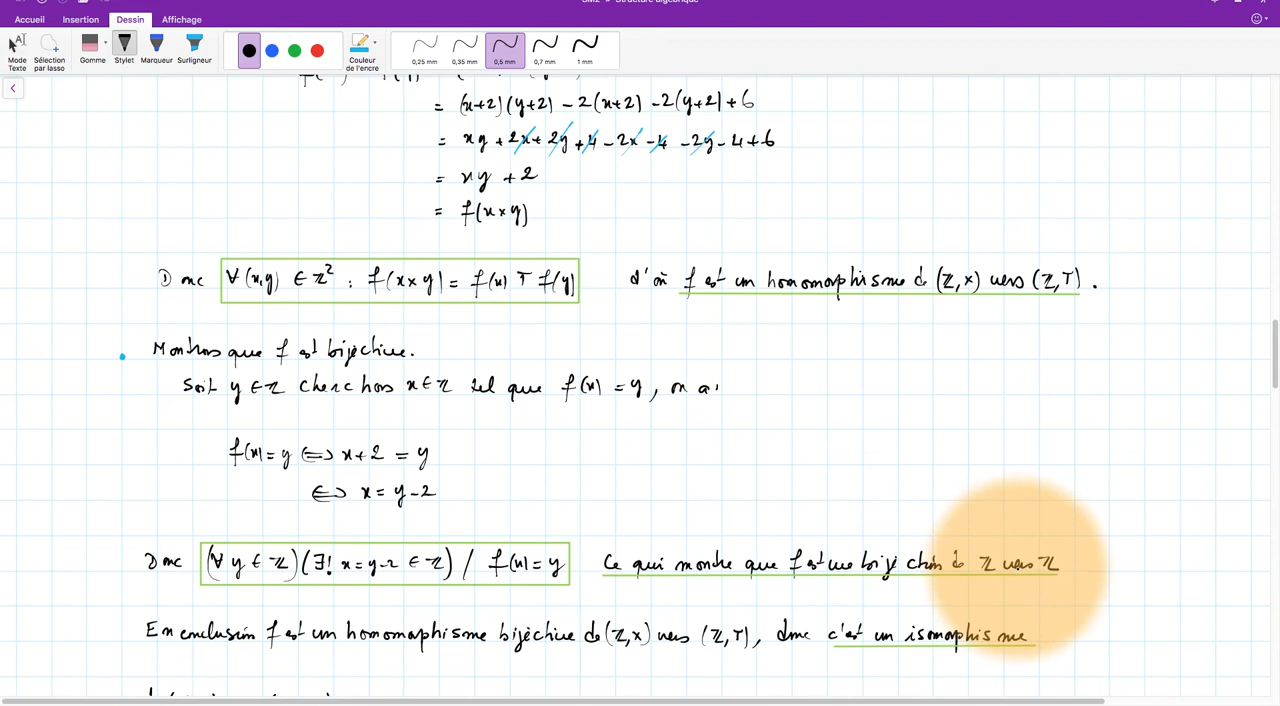 SM2 # Structure algébrique
Accueil Insertion Dessin Affichage
Mode Texte Sélection par lasso Gomme Stylet Marqueur Surligneur Couleur de l'encre 0,25 mm 0,35 mm 0,5 mm 0,7 mm 1 mm
= (x+2)(y+2) - 2(x+2) - 2(y+2) + 6
= xy + 2x + 2y + 4 - 2x - 4 - 2y - 4 + 6
= xy + 2
= f(x×y)
Donc ∀(x,y) ∈ ℤ² : f(x×y) = f(x) T f(y) d'où f est un homomorphisme de (ℤ,×) vers (ℤ,T).
Montrons que f est bijective.
Soit y ∈ ℤ cherchons x ∈ ℤ tel que f(x) = y, on a:
f(x) = y ⟺ x+2 = y
⟺ x = y-2
Donc (∀ y ∈ ℤ)(∃! x = y-2 ∈ ℤ) / f(x) = y Ce qui montre que f est une bijection de ℤ vers ℤ
En conclusion f est un homomorphisme bijective de (ℤ,×) vers (ℤ,T), donc c'est un isomorphisme